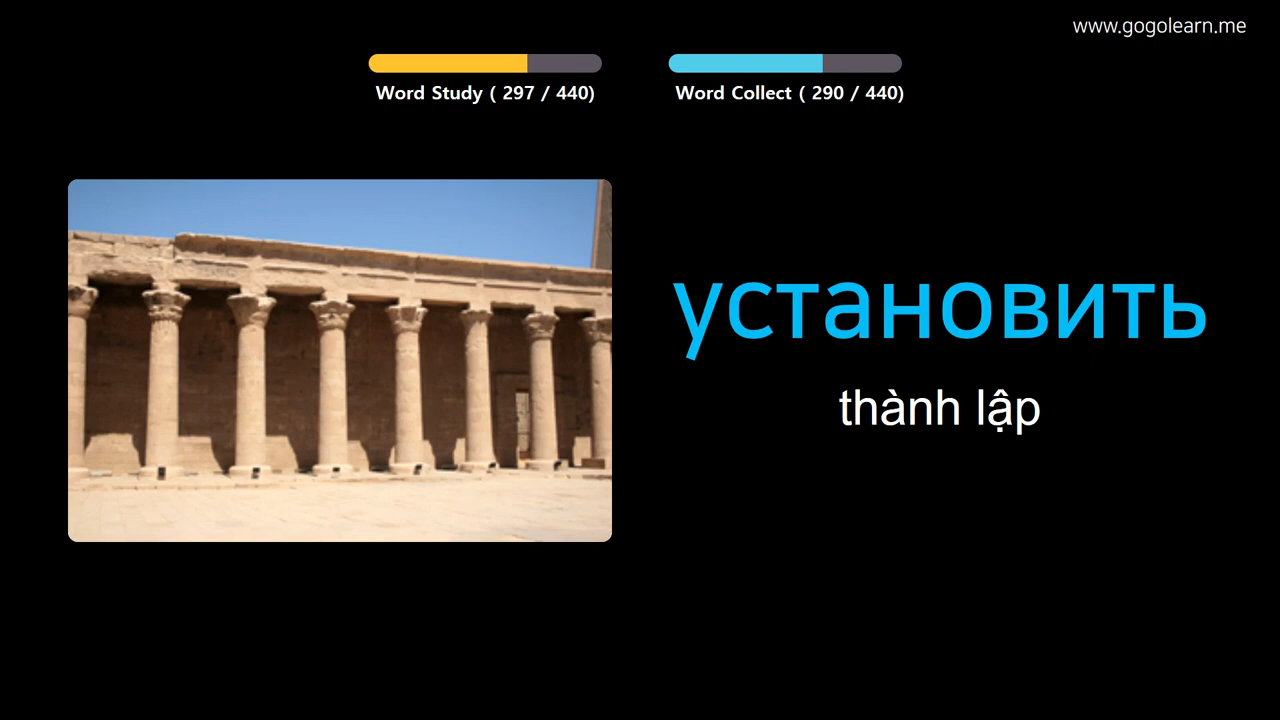 www.gogolearn.me
Word Study ( 297 / 440)
Word Collect ( 290 / 440)
установить
thành lập